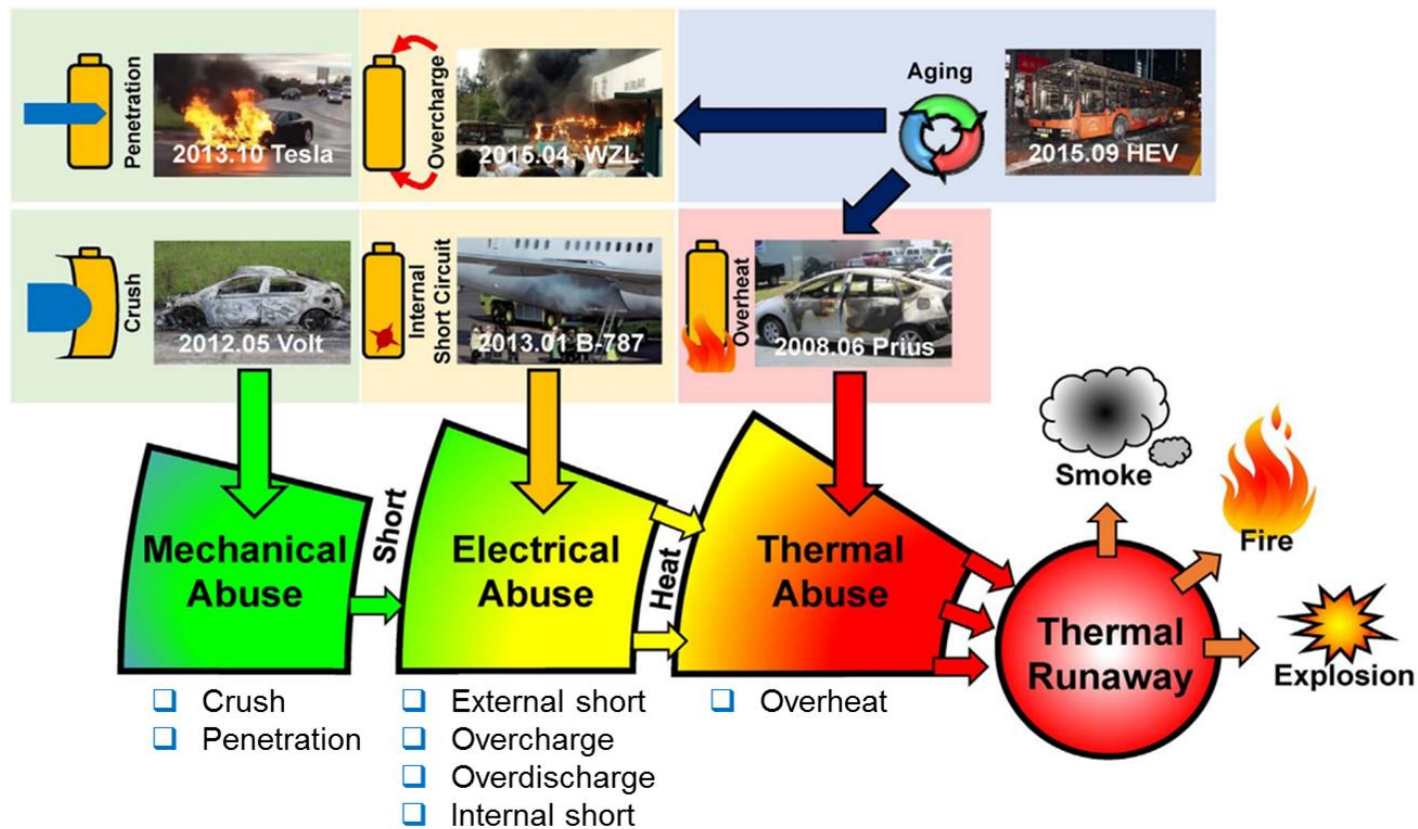 Penetration
2013.10 Tesla
Overcharge
2015.04. WZL
Aging
2015.09 HEV
Crush
2012.05 Volt
Internal
Short Circuit
2013.01 B-787
Overheat
2008.06 Prius
Mechanical
Abuse
Short
Electrical
Abuse
Heat
Thermal
Abuse
Thermal
Runaway
Smoke
Fire
Explosion
Crush
Penetration
External short
Overcharge
Overdischarge
Internal short
Overheat